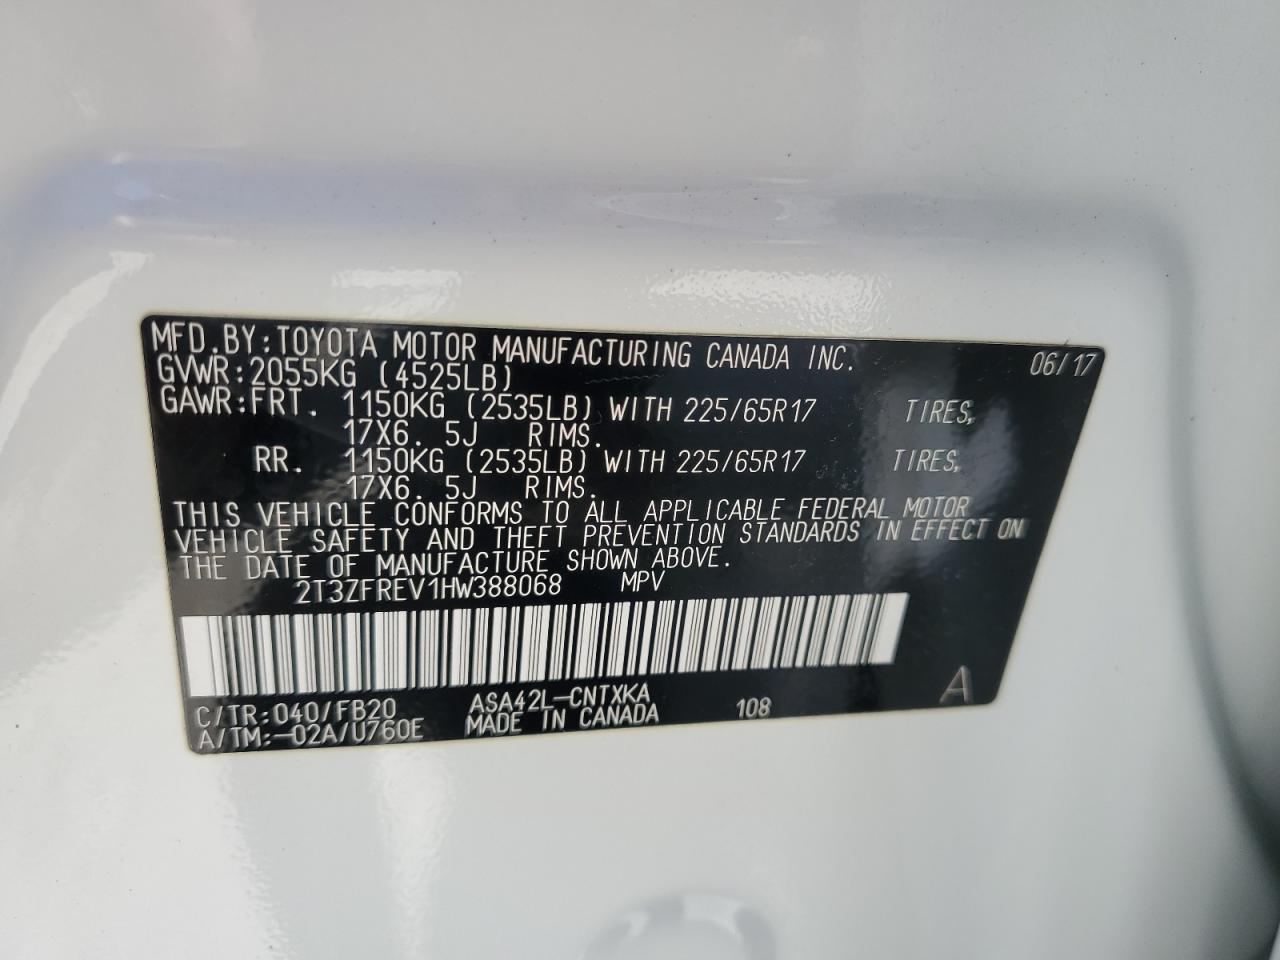 MFD.BY:TOYOTA MOTOR MANUFACTURING CANADA INC. 06/17
GVWR:2055KG (4525LB)
GAWR:FRT. 1150KG (2535LB) WITH 225/65R17 TIRES,
17X6. 5J RIMS.
RR. 1150KG (2535LB) WITH 225/65R17 TIRES,
17X6. 5J RIMS.
THIS VEHICLE CONFORMS TO ALL APPLICABLE FEDERAL MOTOR
VEHICLE SAFETY AND THEFT PREVENTION STANDARDS IN EFFECT ON
THE DATE OF MANUFACTURE SHOWN ABOVE.
2T3ZFREV1HW388068 MPV
C/TR:040/FB20 ASA42L-CNTXKA 108 A
A/TM:-02A/U760E MADE IN CANADA